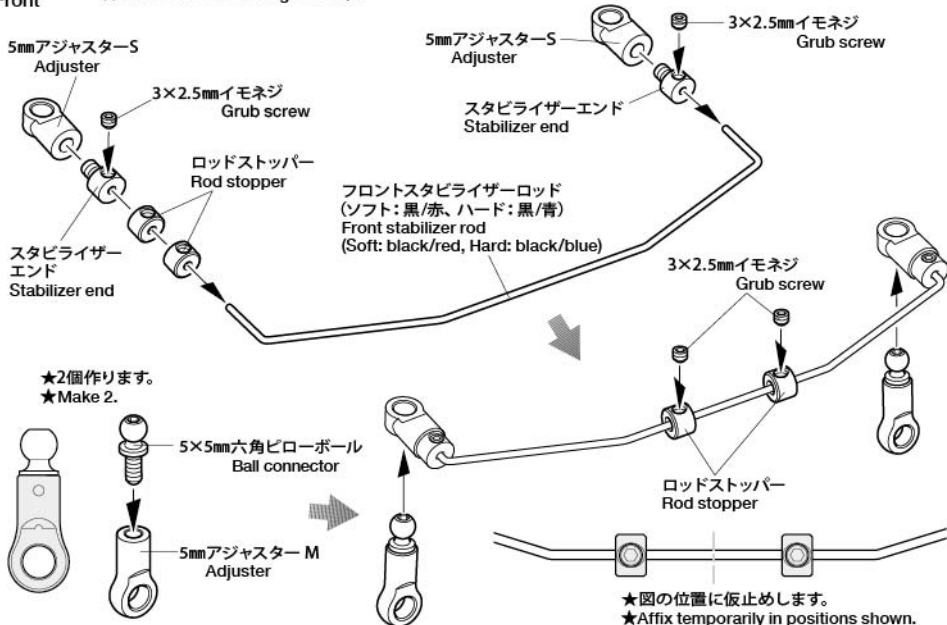 Front
5mmアジャスターS
Adjuster
3×2.5mmイモネジ
Grub screw
ロッドストッパー
Rod stopper
スタビライザー
エンド
Stabilizer end
5mmアジャスターS
Adjuster
3×2.5mmイモネジ
Grub screw
スタビライザーエンド
Stabilizer end
フロントスタビライザーロッド
(ソフト:黒/赤、ハード:黒/青)
Front stabilizer rod
(Soft: black/red, Hard: black/blue)
3×2.5mmイモネジ
Grub screw
★2個作ります。
★Make 2.
5×5mm六角ピローボール
Ball connector
5mmアジャスター M
Adjuster
ロッドストッパー
Rod stopper
★図の位置に仮止めします。
★Affix temporarily in positions shown.